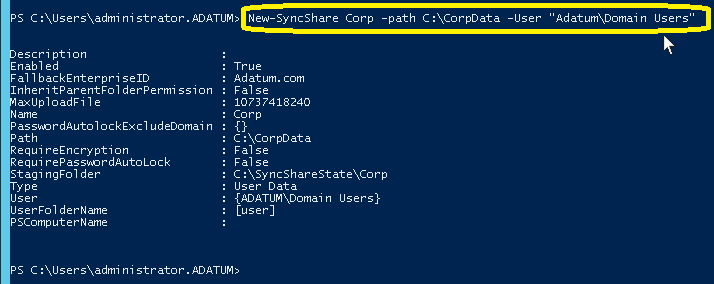 PS C:\Users\administrator.ADATUM> New-SyncShare Corp -path C:\CorpData -User "Adatum\Domain Users"
Description :
Enabled : True
FallbackEnterpriseID : Adatum.com
InheritParentFolderPermission : False
MaxUploadFile : 10737418240
Name : Corp
PasswordAutolockExcludeDomain : {}
Path : C:\CorpData
RequireEncryption : False
RequirePasswordAutoLock : False
StagingFolder : C:\SyncShareState\Corp
Type : User Data
User : {ADATUM\Domain Users}
UserFolderName : [user]
PSComputerName :
PS C:\Users\administrator.ADATUM>